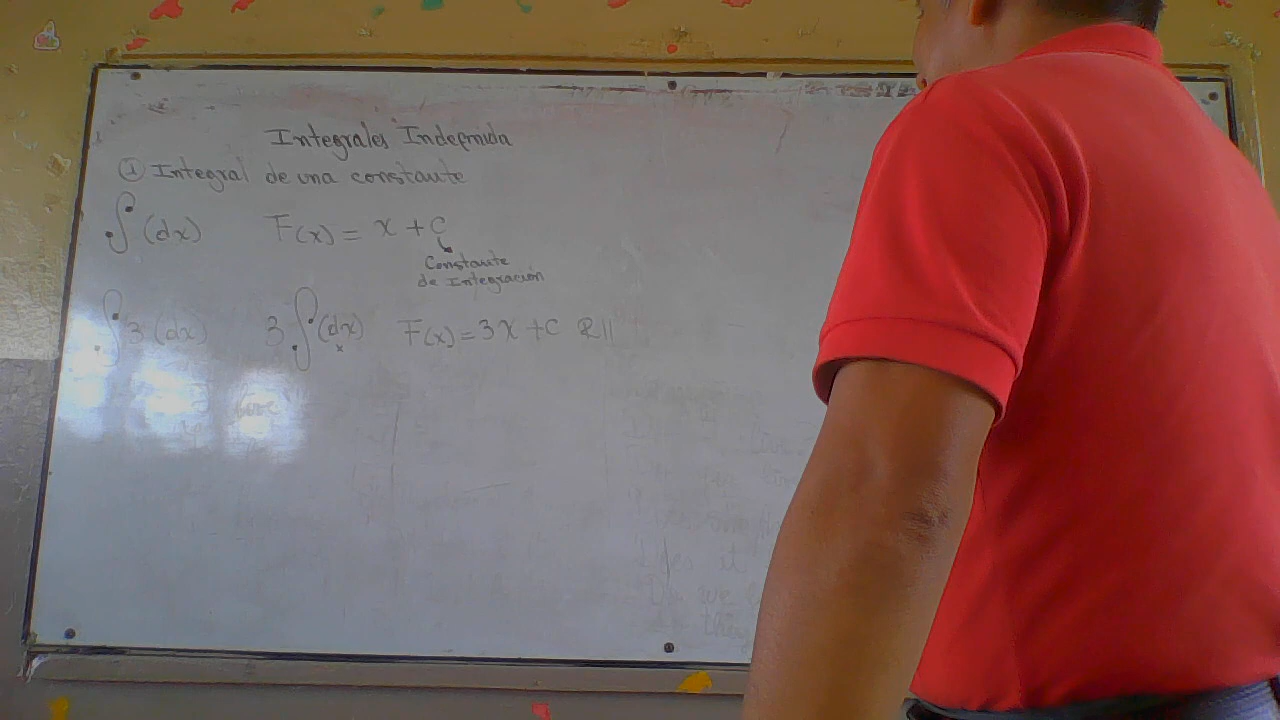 Integrales Indefinida
① Integral de una constante
∫ (dx) F(x) = x + c
Constante
de Integración
∫ 3 (dx) 3 ∫ (dx) F(x) = 3x + c R//
x